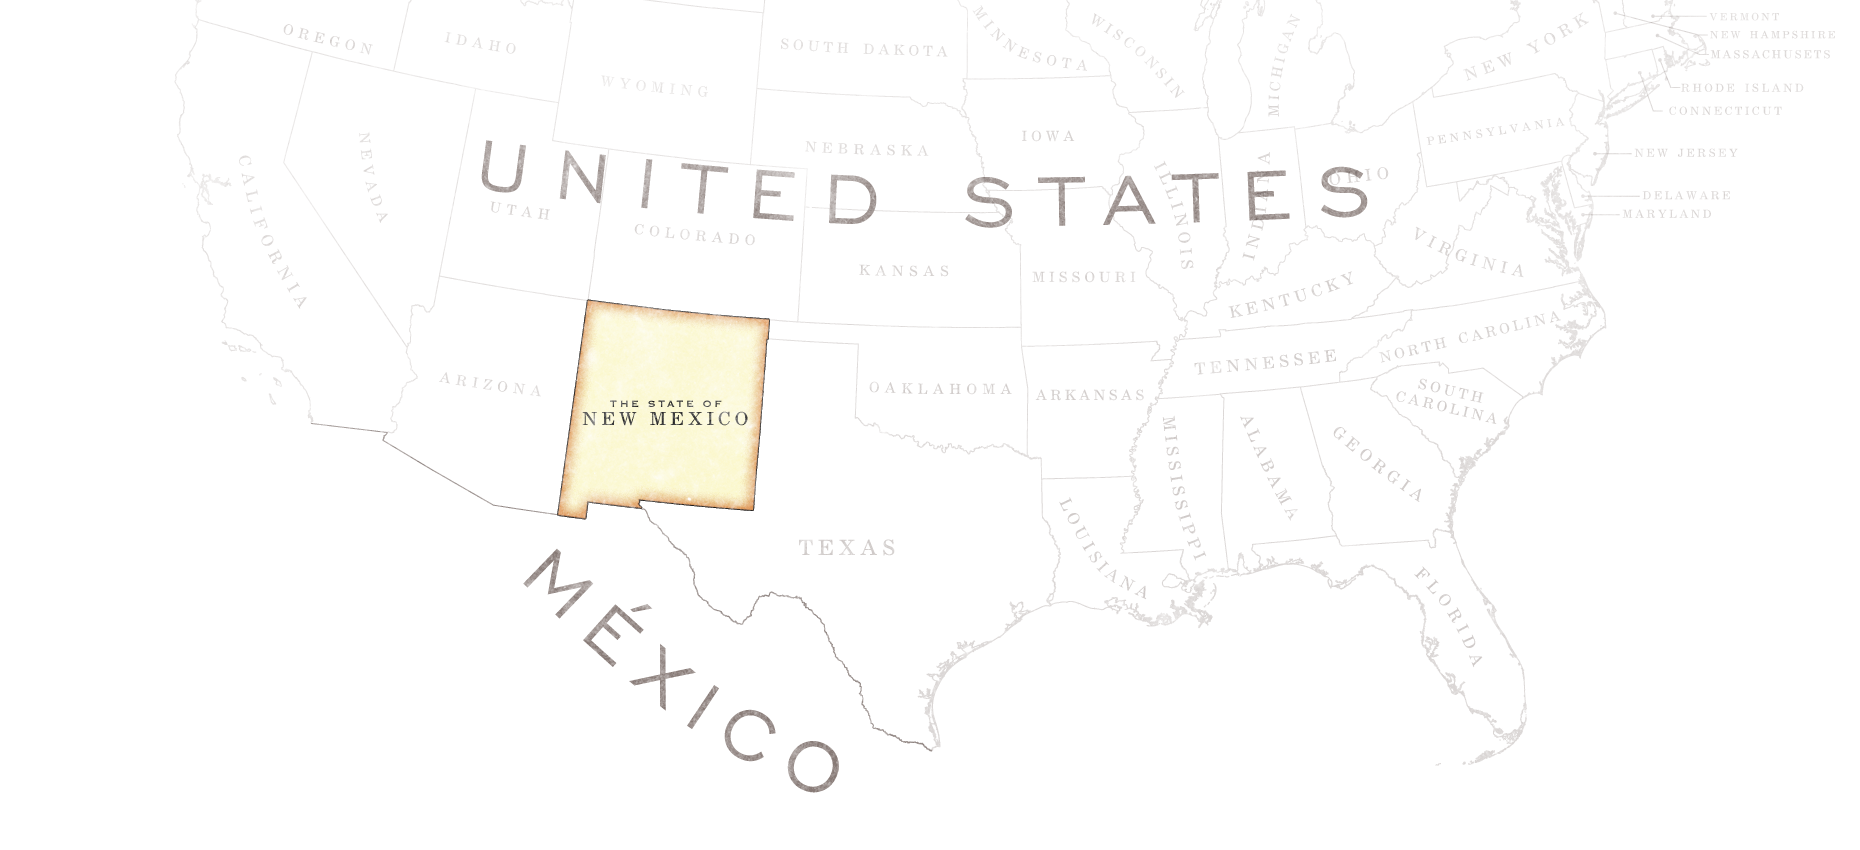 OREGON
IDAHO
WYOMING
SOUTH DAKOTA
MINNESOTA
WISCONSIN
MICHIGAN
NEW YORK
VERMONT
NEW HAMPSHIRE
MASSACHUSETS
RHODE ISLAND
CONNECTICUT
PENNSYLVANIA
NEW JERSEY
DELAWARE
MARYLAND
CALIFORNIA
NEVADA
UTAH
COLORADO
NEBRASKA
IOWA
UNITED STATES
ILLINOIS
INDIANA
OHIO
KANSAS
MISSOURI
KENTUCKY
VIRGINIA
ARIZONA
THE STATE OF
NEW MEXICO
OAKLAHOMA
ARKANSAS
TENNESSEE
NORTH CAROLINA
SOUTH
CAROLINA
TEXAS
LOUISIANA
MISSISSIPPI
ALABAMA
GEORGIA
FLORIDA
MÉXICO